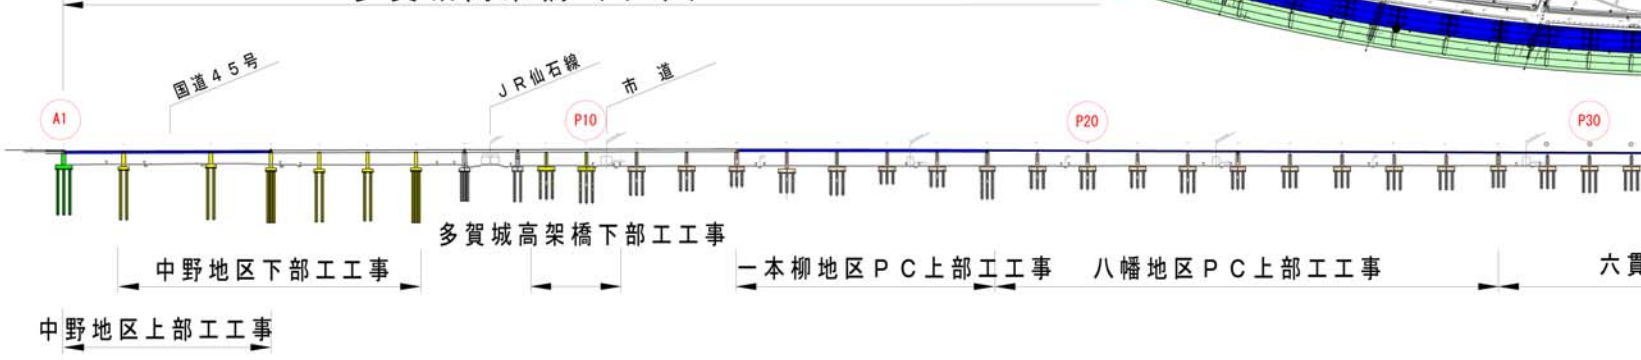 国道４５号
ＪＲ仙石線
市 道
A1
P10
P20
P30
多賀城高架橋下部工工事
中野地区下部工工事
一本柳地区ＰＣ上部工工事
八幡地区ＰＣ上部工工事
六貫
中野地区上部工工事